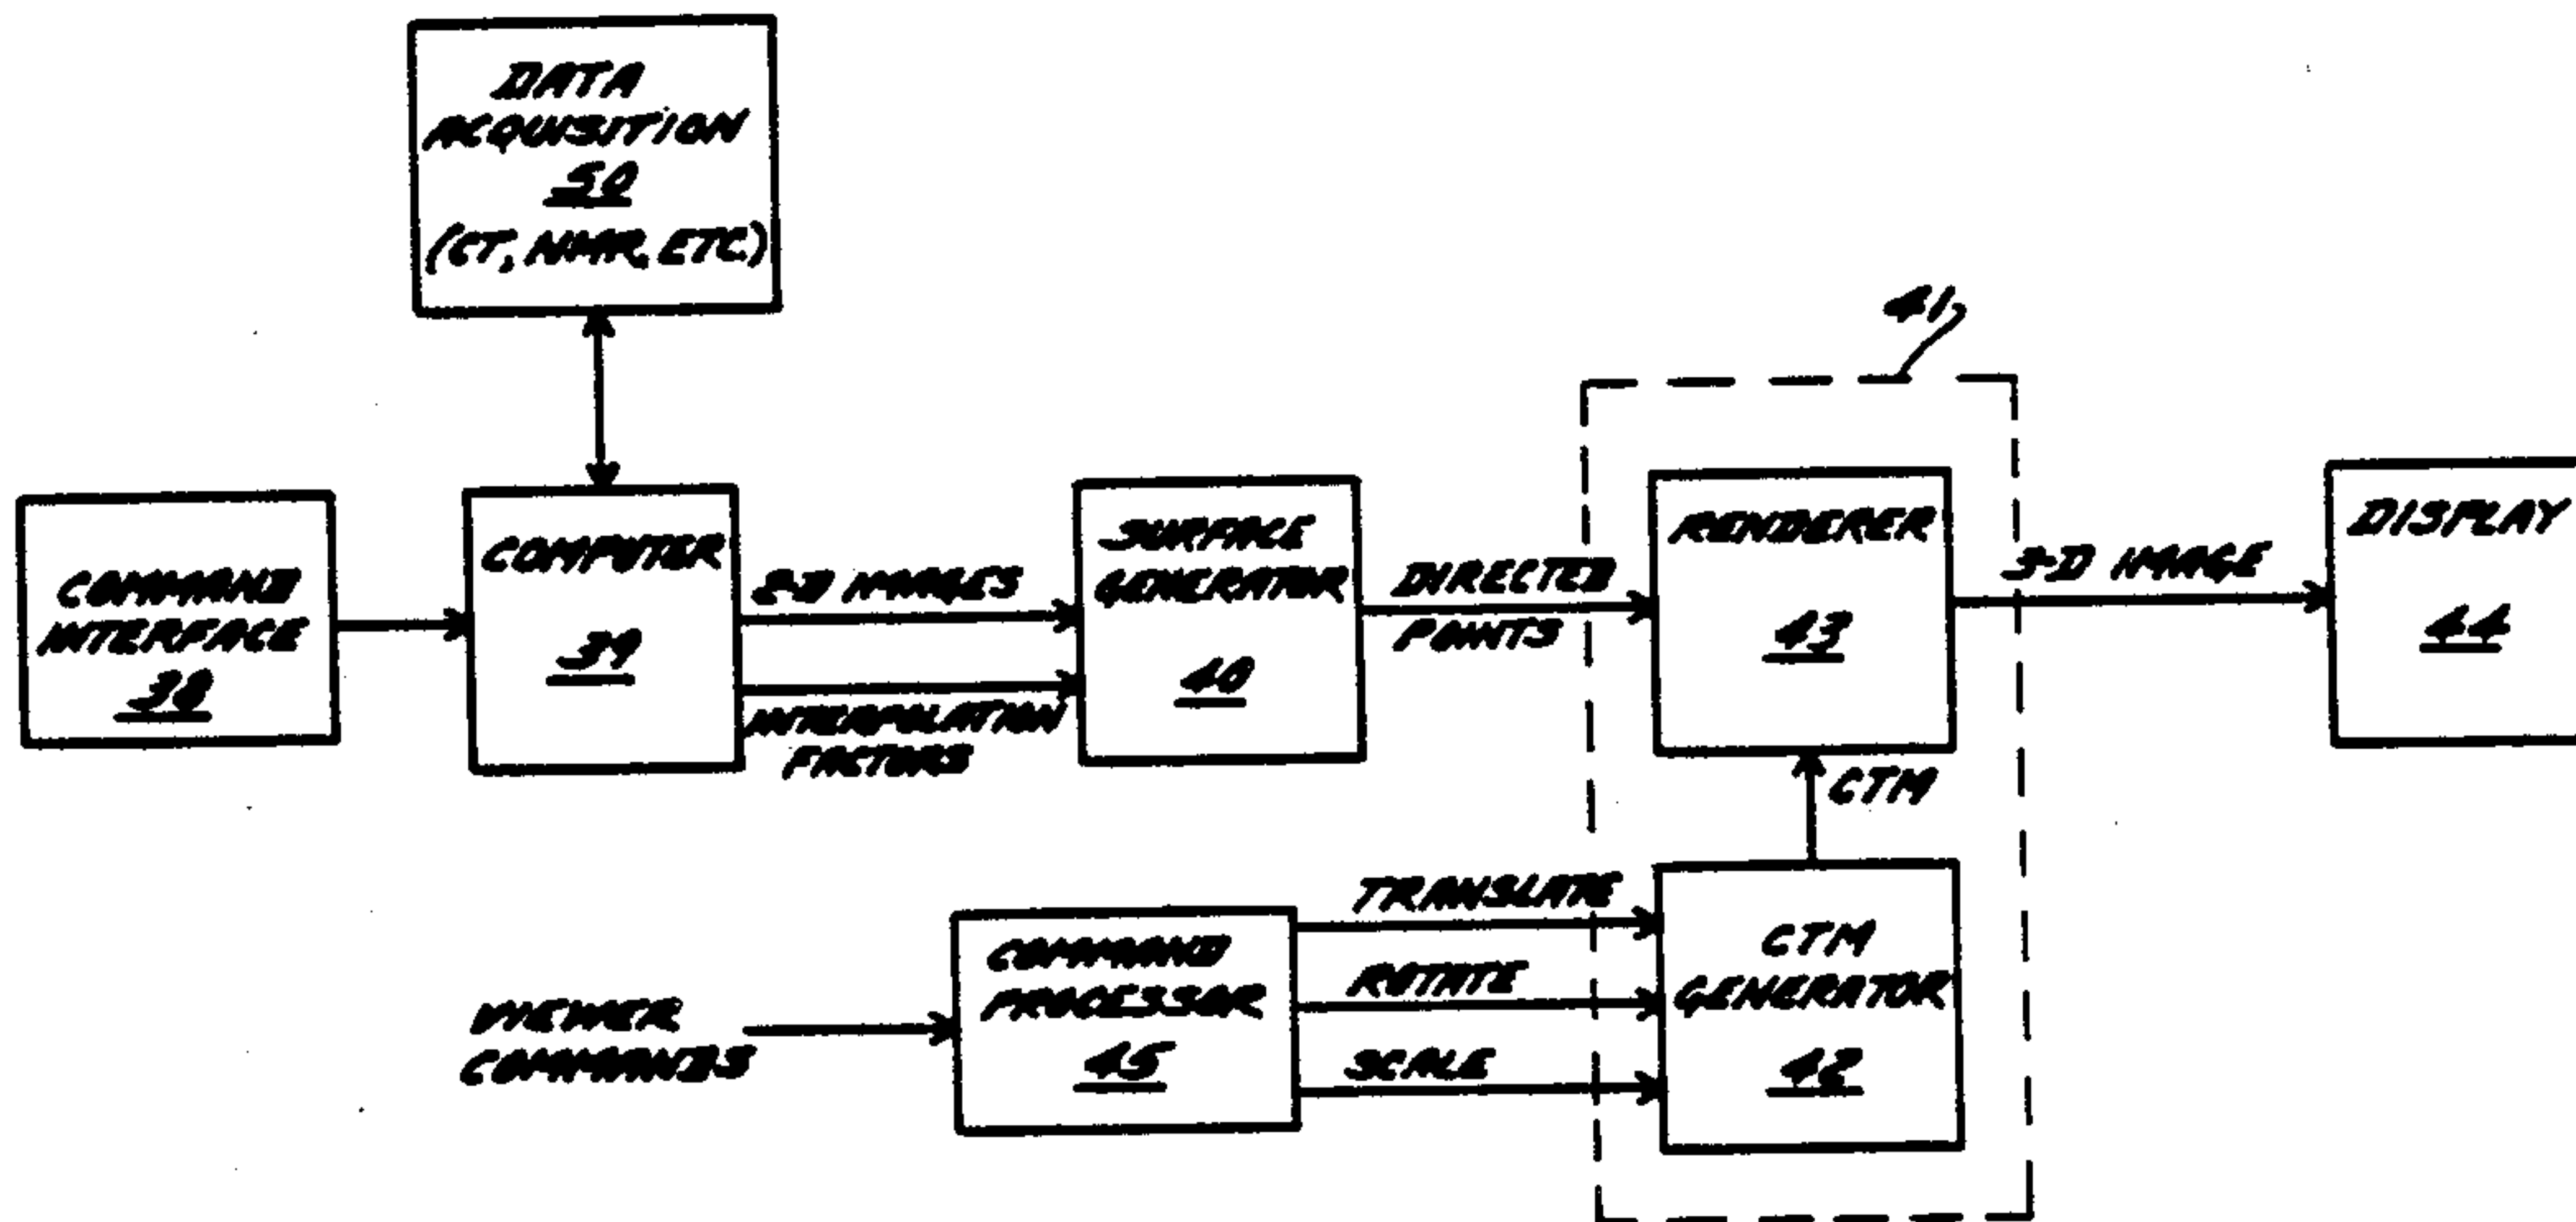 DATA
ACQUISITION
50
(CT, NMR, ETC.)
41
COMMAND
INTERFACE
38
COMPUTER
39
2-D IMAGES
INTERPOLATION
FACTORS
SURFACE
GENERATOR
40
DIRECTED
POINTS
RENDERER
43
3-D IMAGE
DISPLAY
44
CTM
VIEWER
COMMANDS
COMMAND
PROCESSOR
45
TRANSLATE
ROTATE
SCALE
CTM
GENERATOR
42